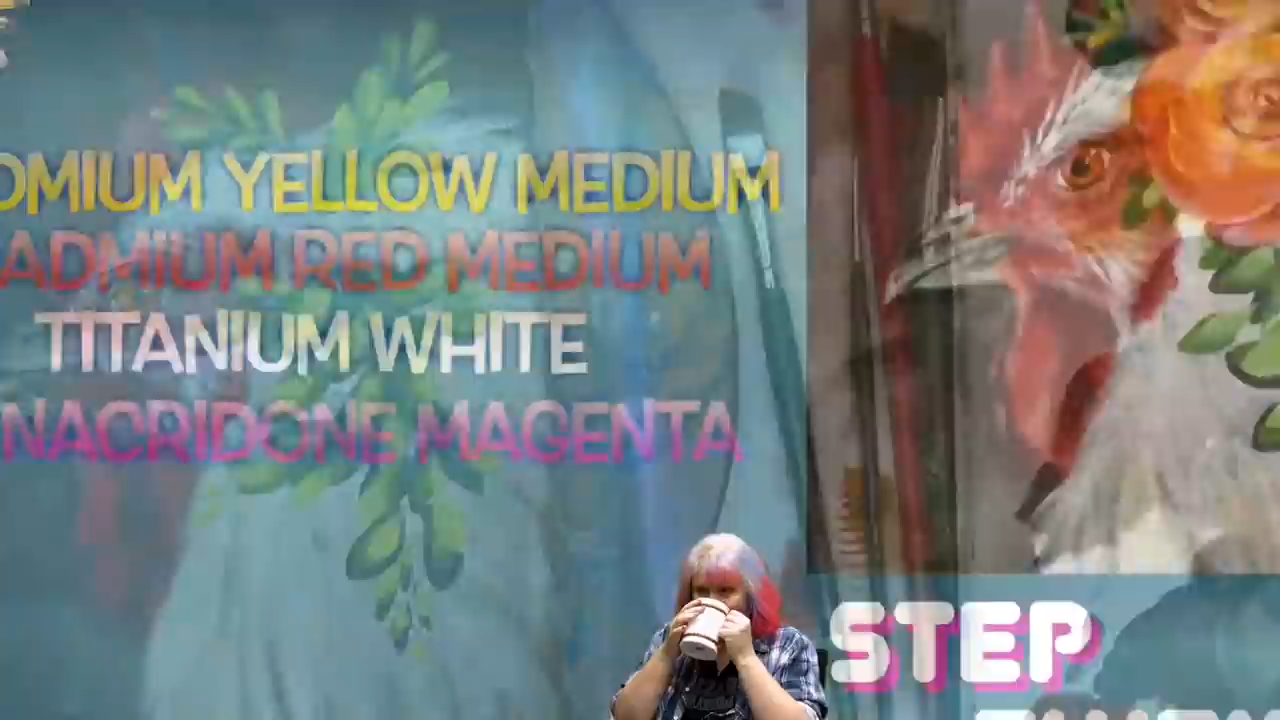 OMIUM YELLOW MEDIUM
ADMIUM RED MEDIUM
TITANIUM WHITE
NACRIDONE MAGENTA
STEP